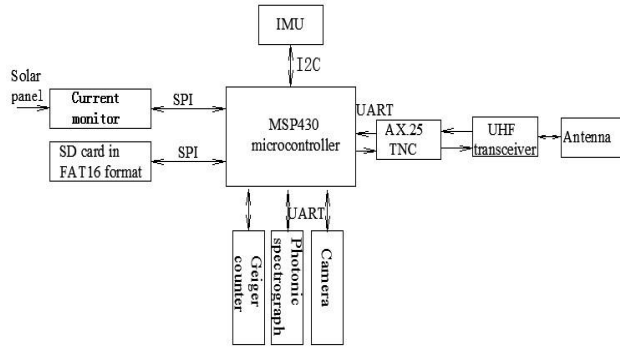 IMU
I2C
Solar
panel
Current
monitor
SPI
MSP430
microcontroller
UART
AX.25
TNC
UHF
transceiver
Antenna
SD card in
FAT16 format
SPI
UART
Geiger
counter
Photonic
spectrograph
Camera